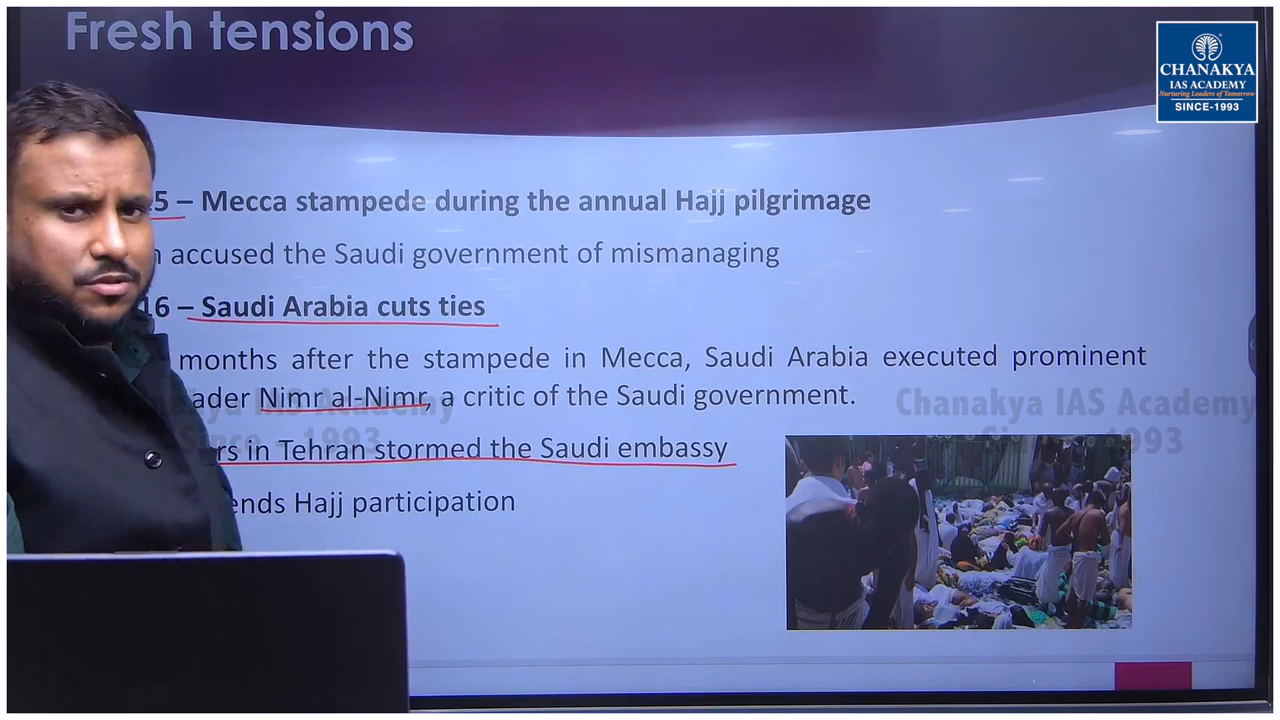 Fresh tensions
CHANAKYA
IAS ACADEMY
Nurturing Leaders of Tomorrow
SINCE-1993
5 – Mecca stampede during the annual Hajj pilgrimage
accused the Saudi government of mismanaging
16 – Saudi Arabia cuts ties
months after the stampede in Mecca, Saudi Arabia executed prominent
ader Nimr al-Nimr, a critic of the Saudi government.
Chanakya IAS Academy
Since - 1993
rs in Tehran stormed the Saudi embassy
ends Hajj participation